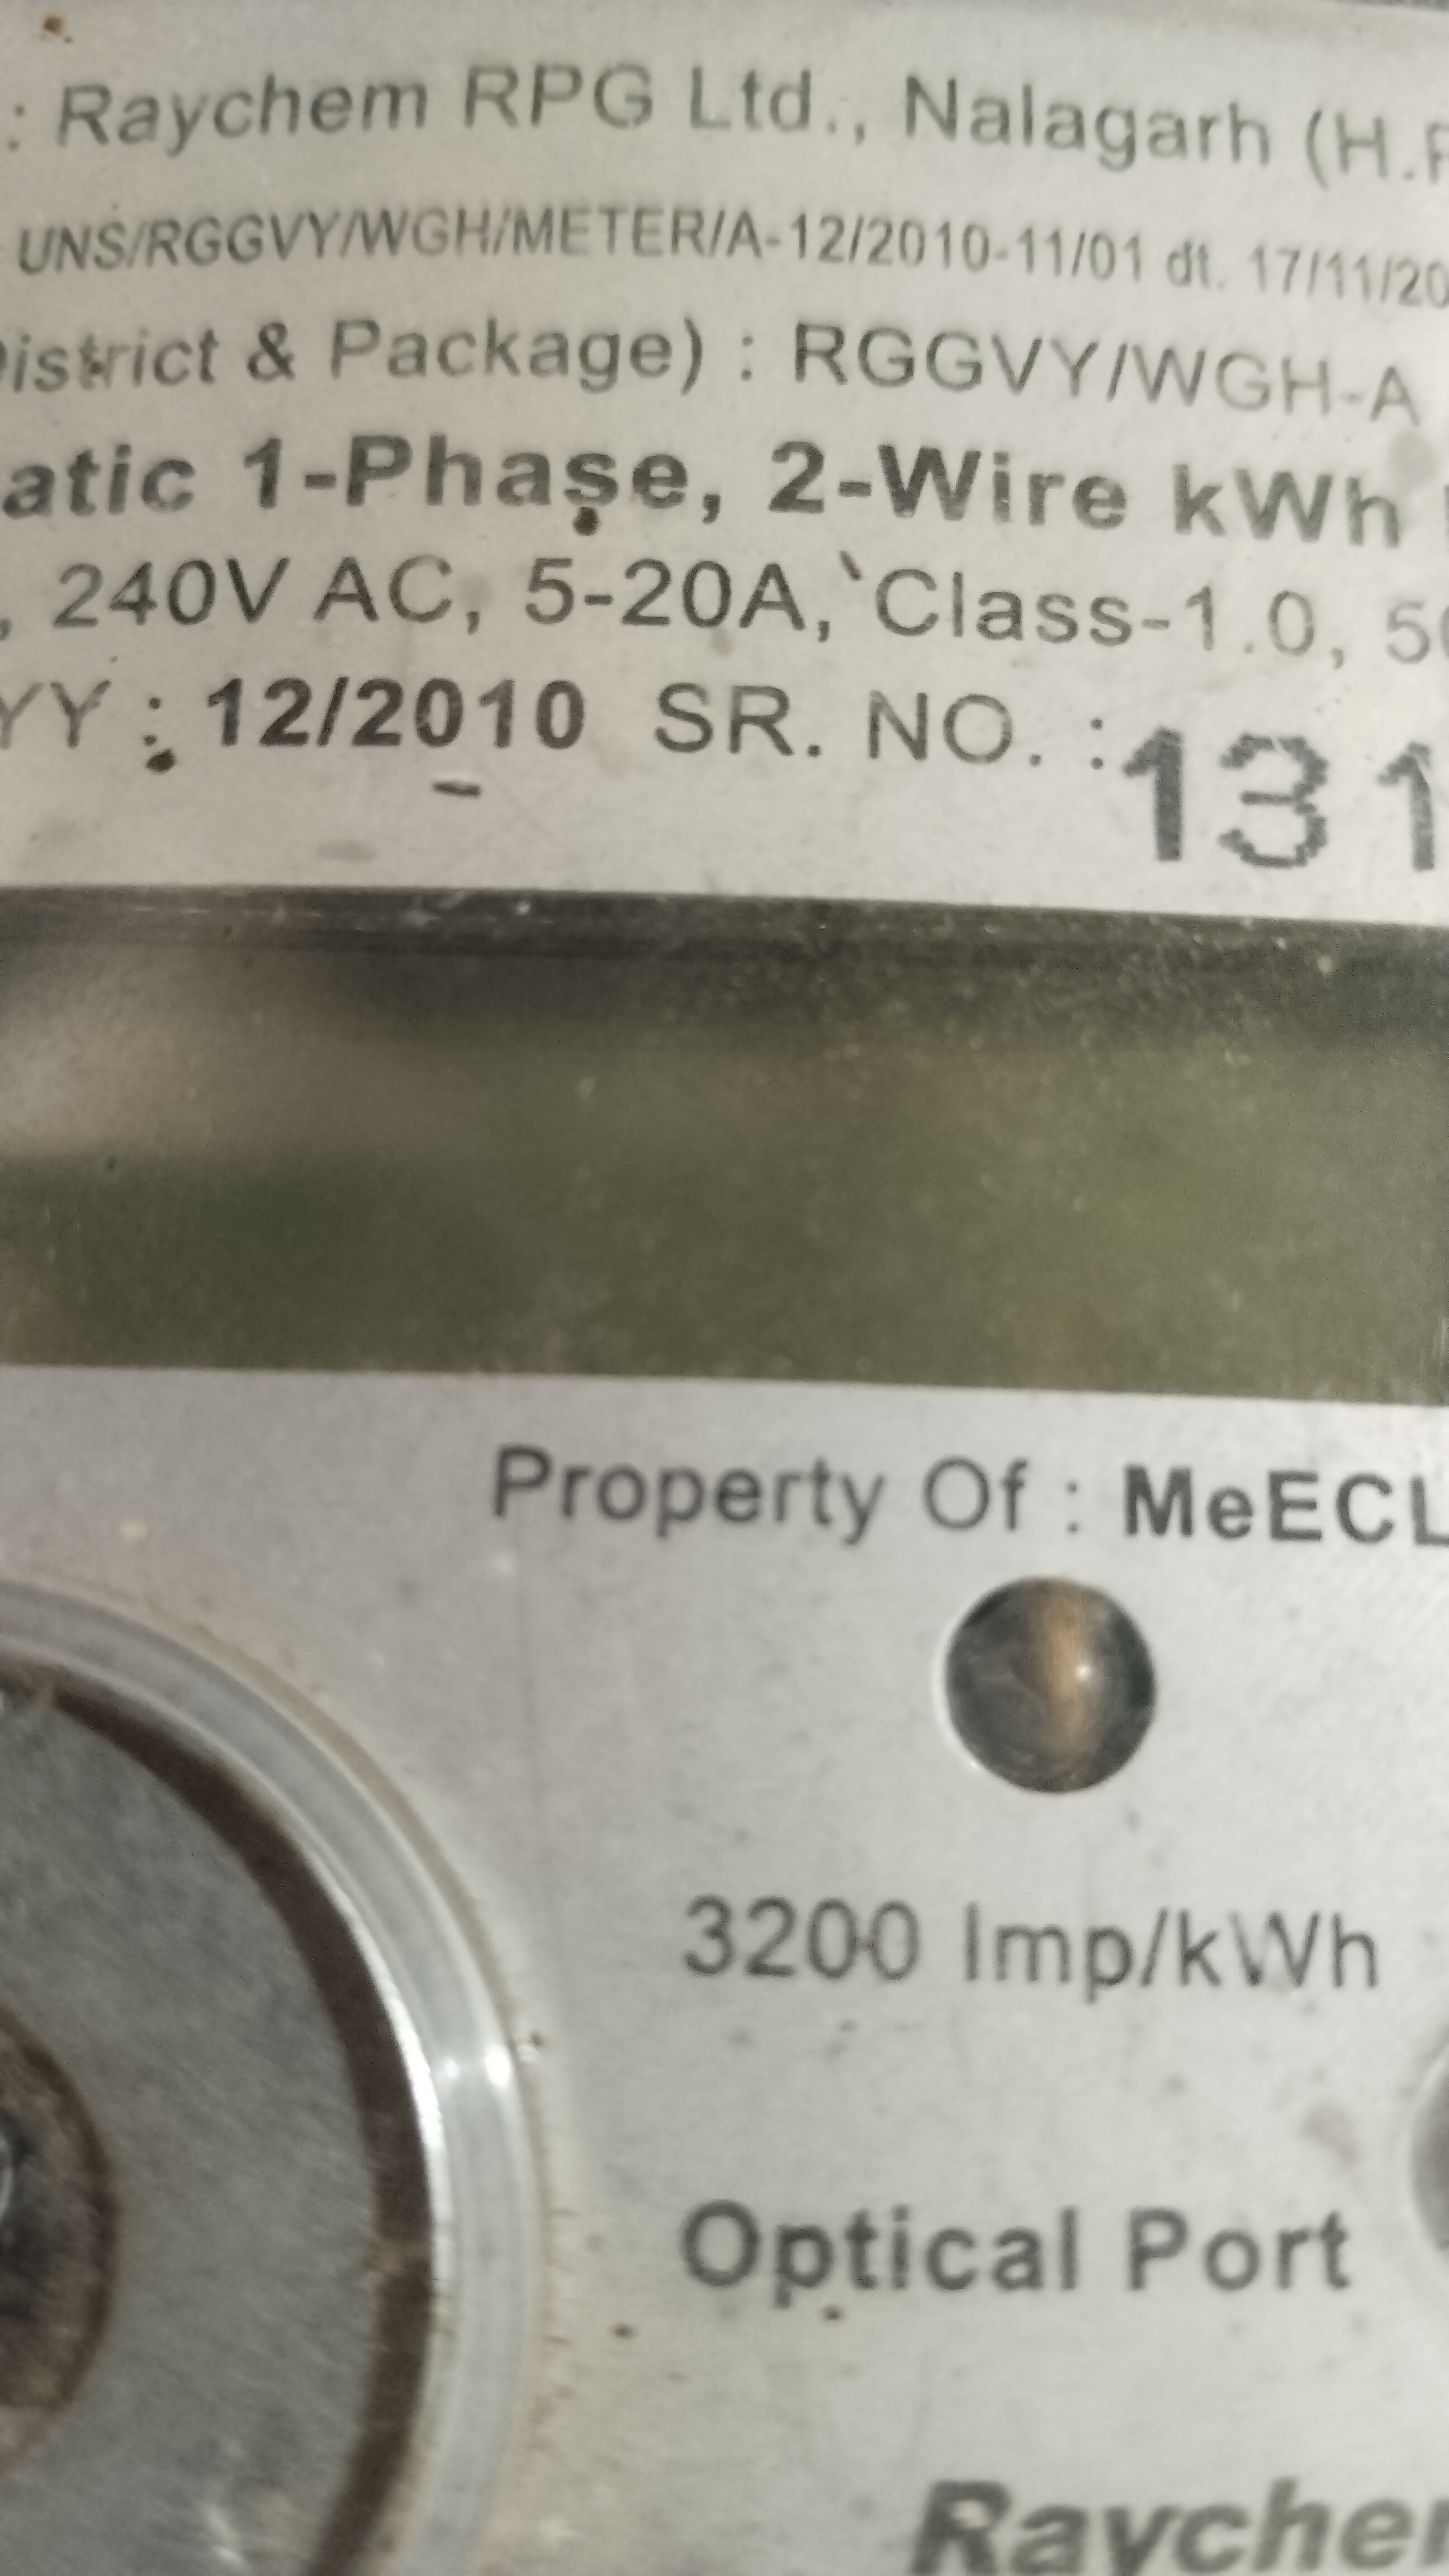 : Raychem RPG Ltd., Nalagarh (H.P
UNS/RGGVY/WGH/METER/A-12/2010-11/01 dt. 17/11/20
istrict & Package) : RGGVY/WGH-A
atic 1-Phase, 2-Wire kWh
, 240V AC, 5-20A, Class-1.0, 50
YY : 12/2010 SR. NO. : 131
Property Of : MeECL
3200 Imp/kWh
Optical Port
Rayche